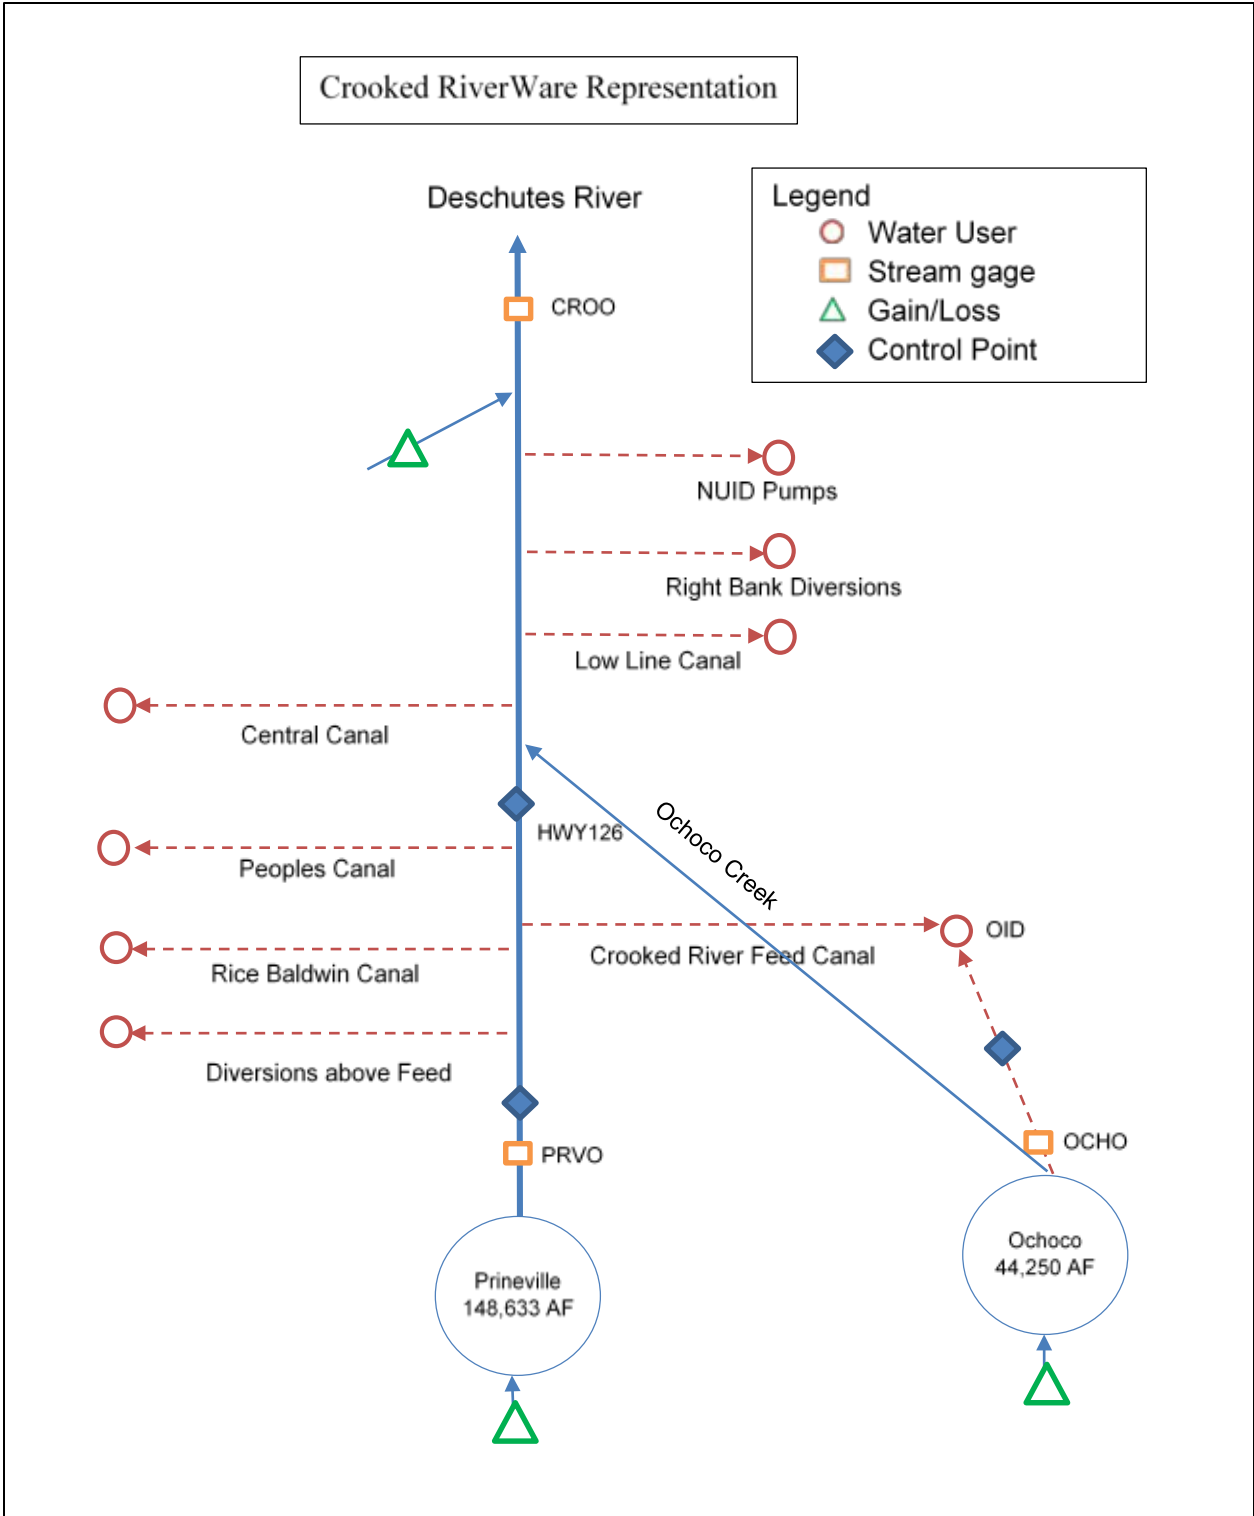 Crooked RiverWare Representation
Deschutes River
Legend
Water User
Stream gage
Gain/Loss
Control Point
CROO
NUID Pumps
Right Bank Diversions
Low Line Canal
Central Canal
Ochoco Creek
HWY126
Peoples Canal
OID
Crooked River Feed Canal
Rice Baldwin Canal
Diversions above Feed
OCHO
PRVO
Ochoco
44,250 AF
Prineville
148,633 AF